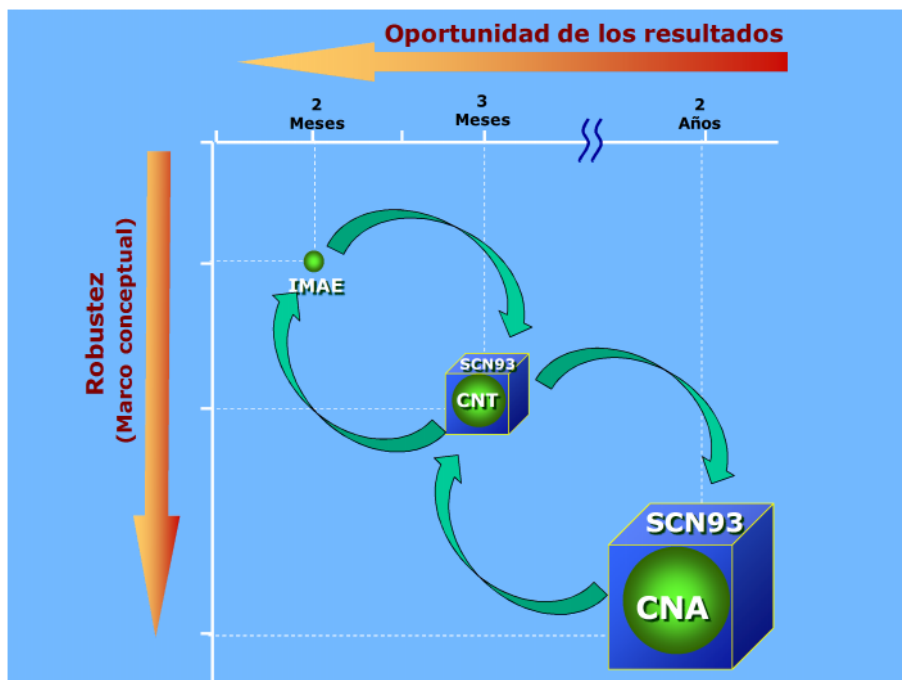 Oportunidad de los resultados
2
Meses
3
Meses
2
Años
Robustez
(Marco conceptual)
IMAE
SCN93
CNT
SCN93
CNA